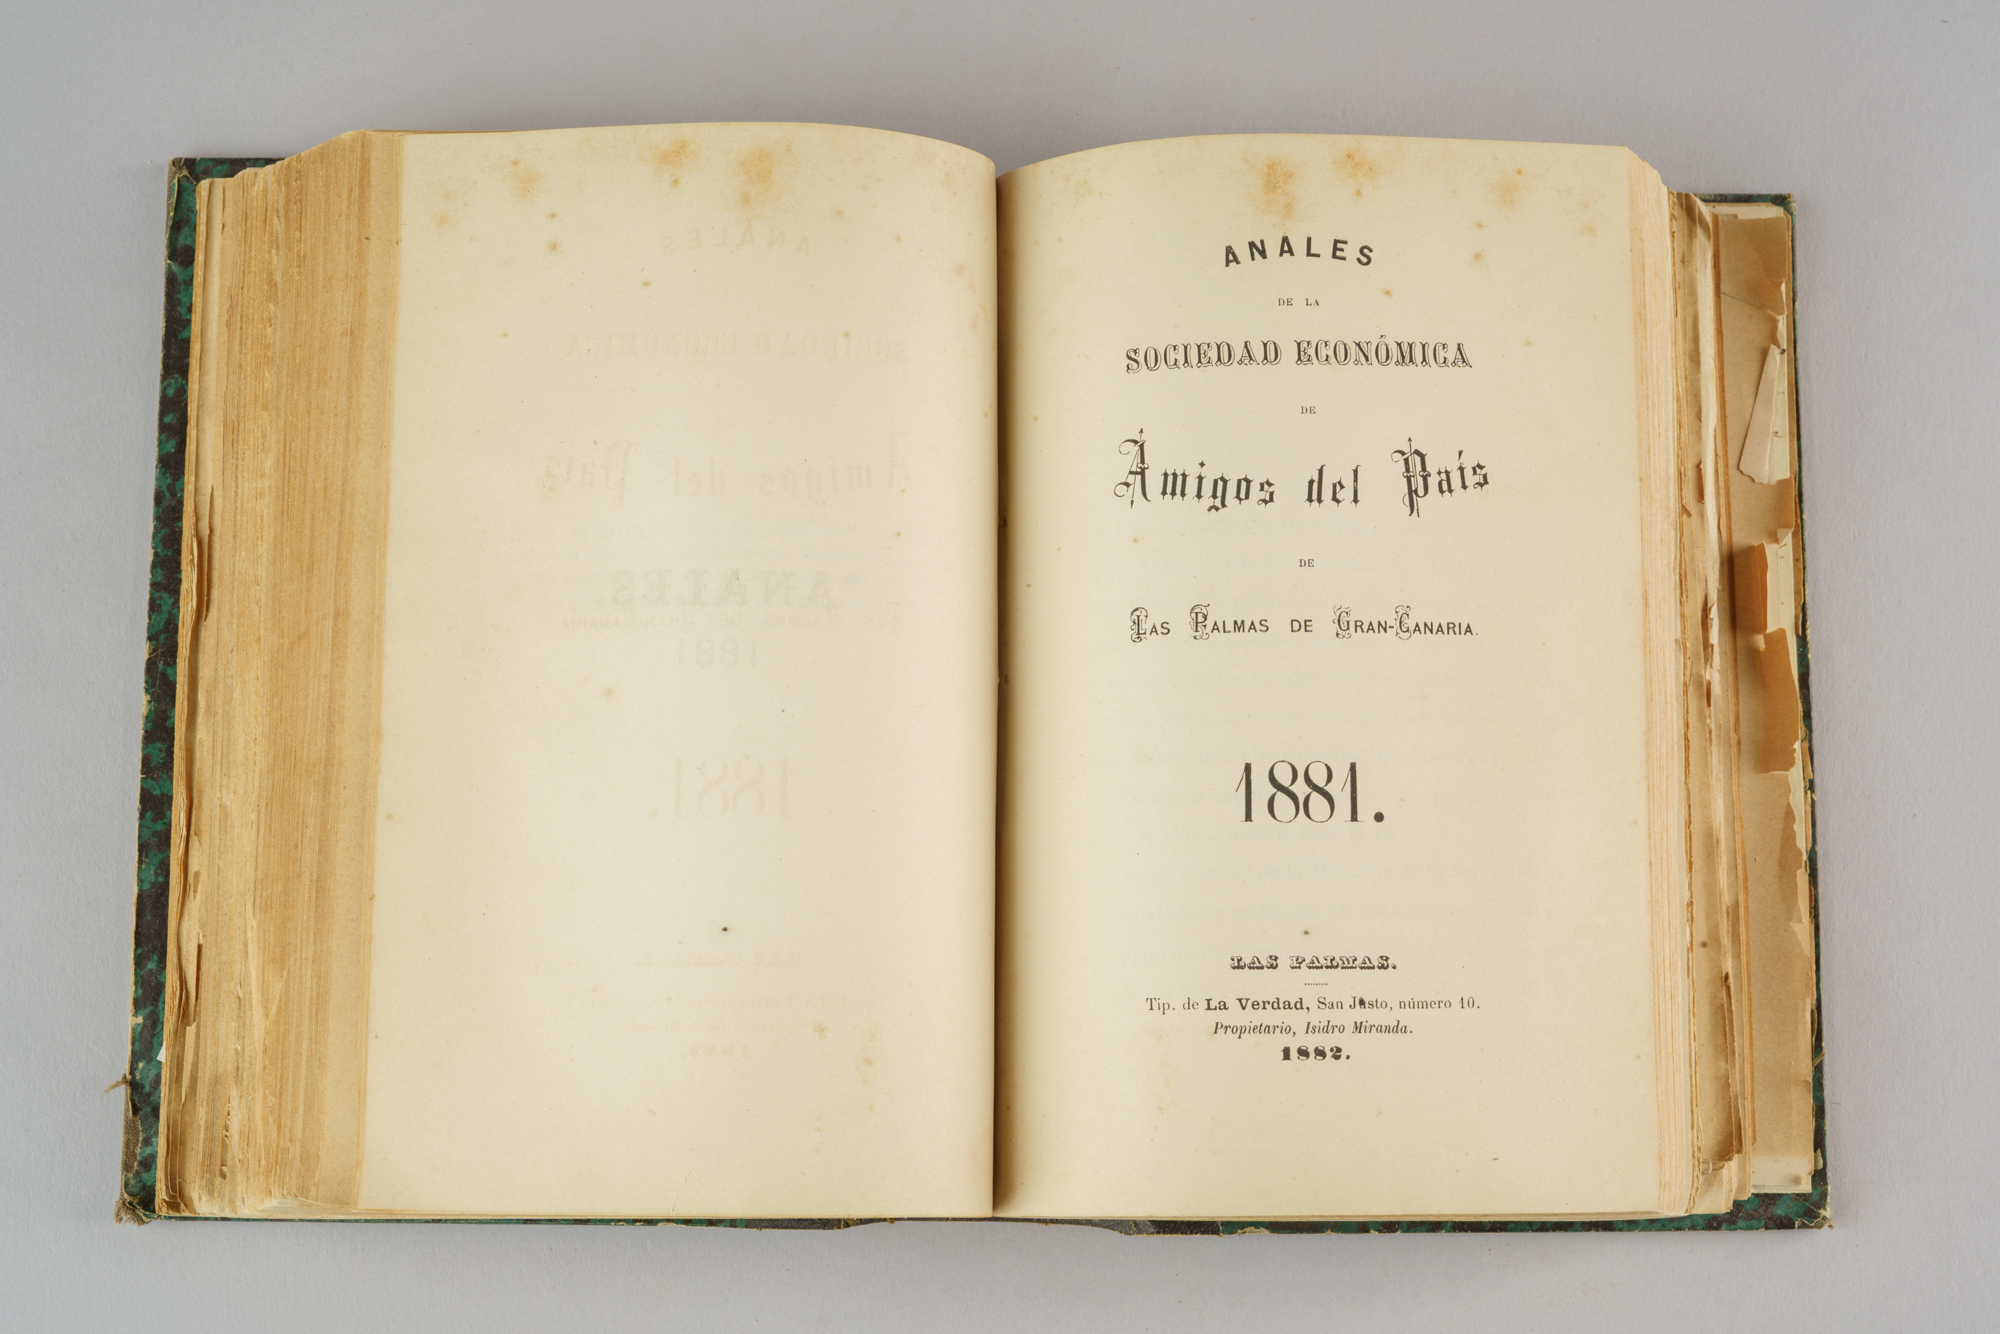 ANALES
DE LA
SOCIEDAD ECONÓMICA
DE
Amigos del País
DE
LAS PALMAS DE GRAN-CANARIA.
1881.
LAS PALMAS.
Tip. de La Verdad, San Justo, número 10.
Propietario, Isidro Miranda.
1882.